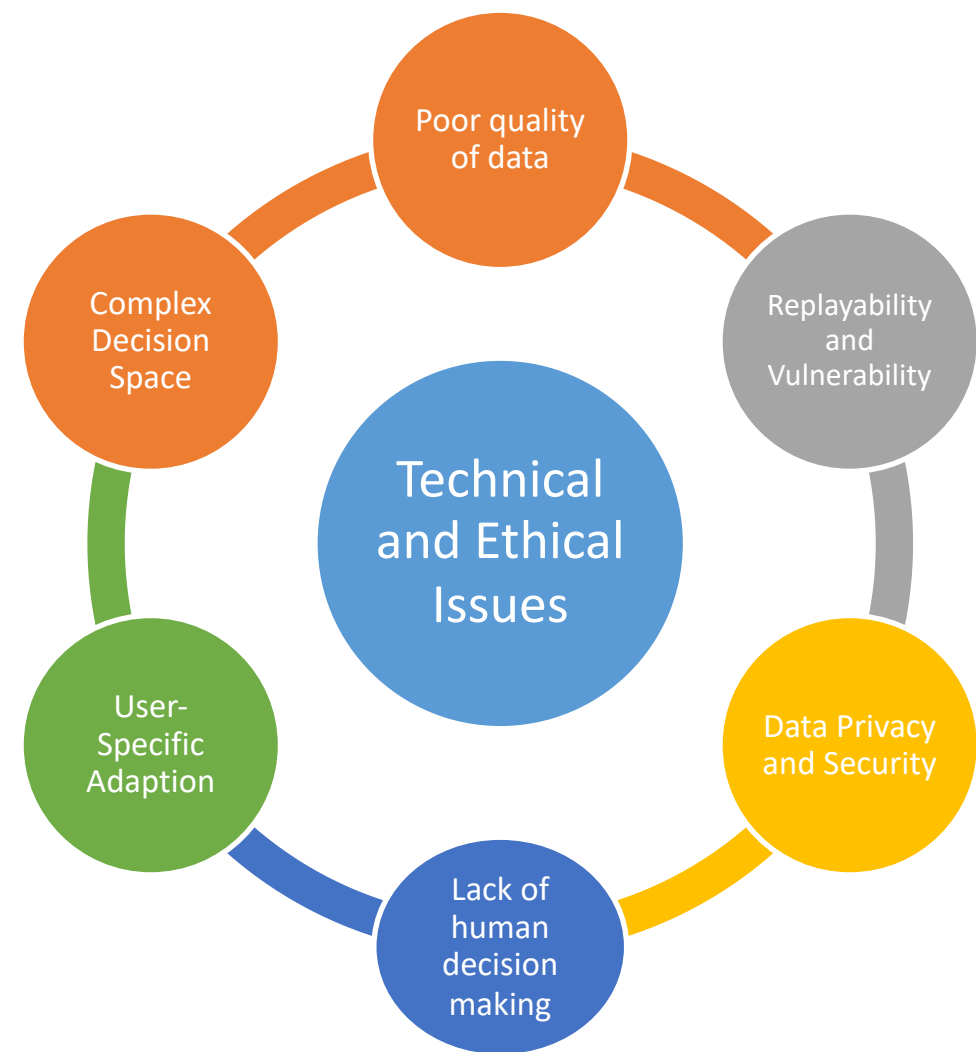 Poor quality
of data
Replayability
and
Vulnerability
Data Privacy
and Security
Lack of
human
decision
making
User-
Specific
Adaption
Complex
Decision
Space
Technical
and Ethical
Issues